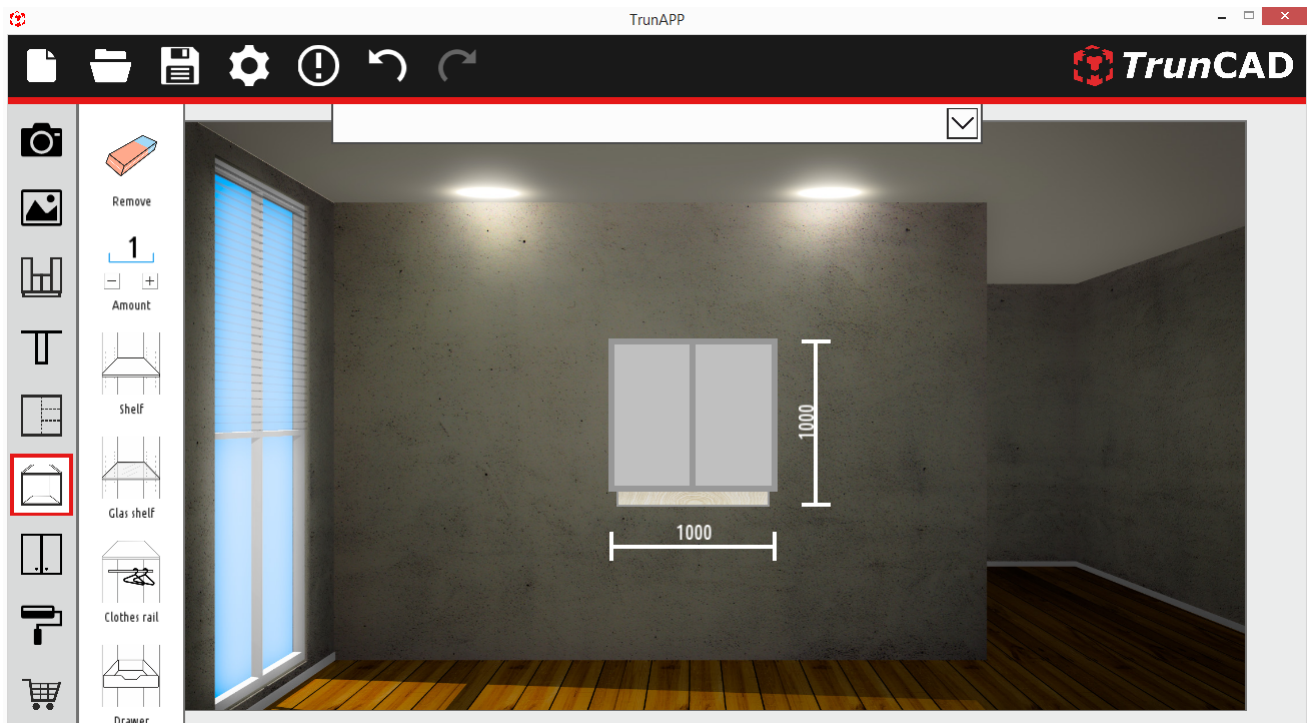 TrunAPP
TrunCAD
Remove
1
Amount
Shelf
Glas shelf
Clothes rail
Drawer
1000
1000